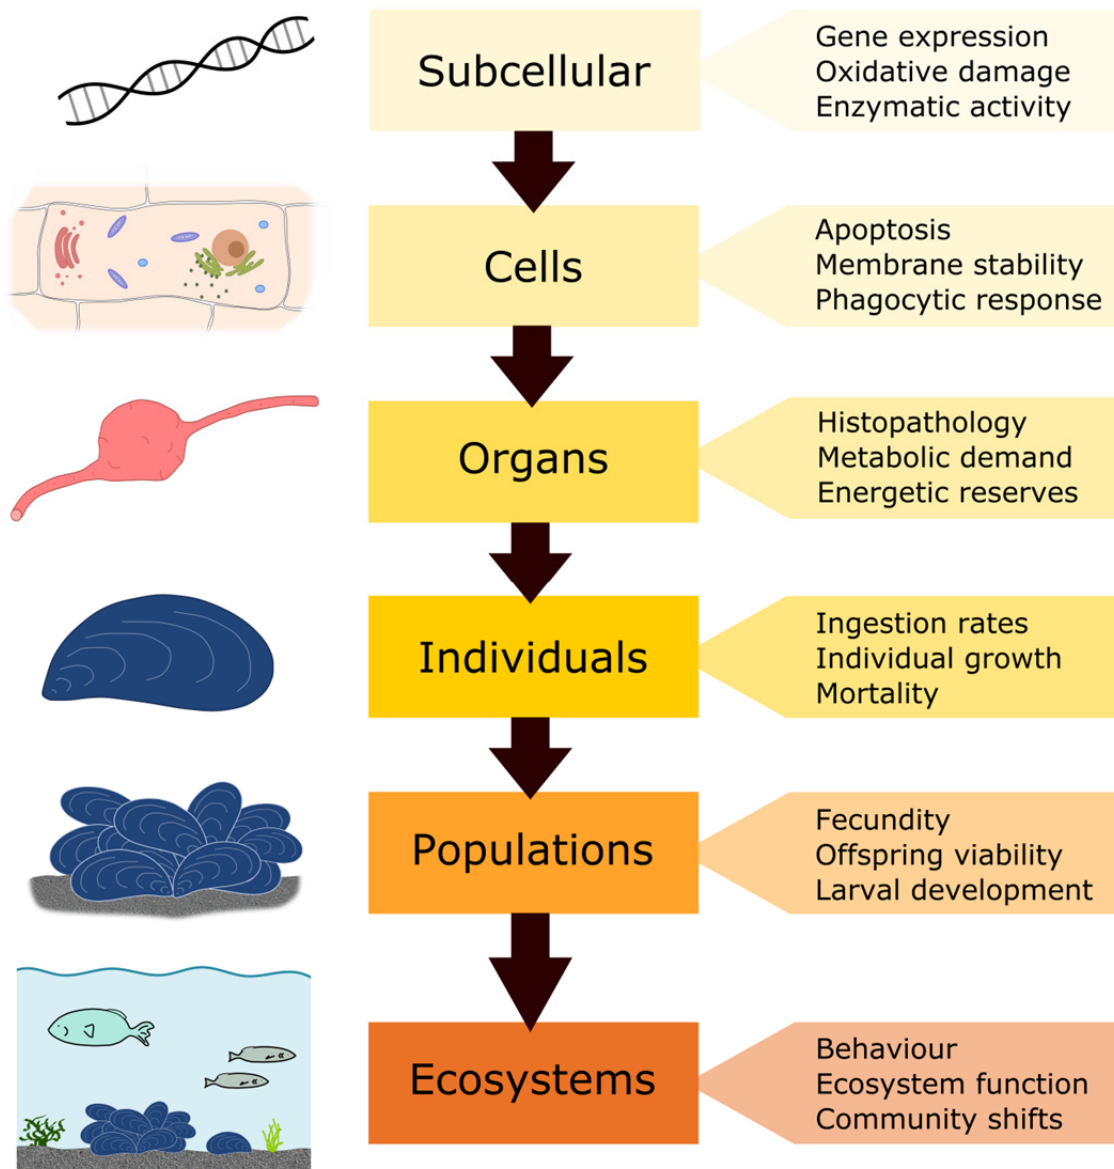 Subcellular
Gene expression
Oxidative damage
Enzymatic activity
Cells
Apoptosis
Membrane stability
Phagocytic response
Organs
Histopathology
Metabolic demand
Energetic reserves
Individuals
Ingestion rates
Individual growth
Mortality
Populations
Fecundity
Offspring viability
Larval development
Ecosystems
Behaviour
Ecosystem function
Community shifts